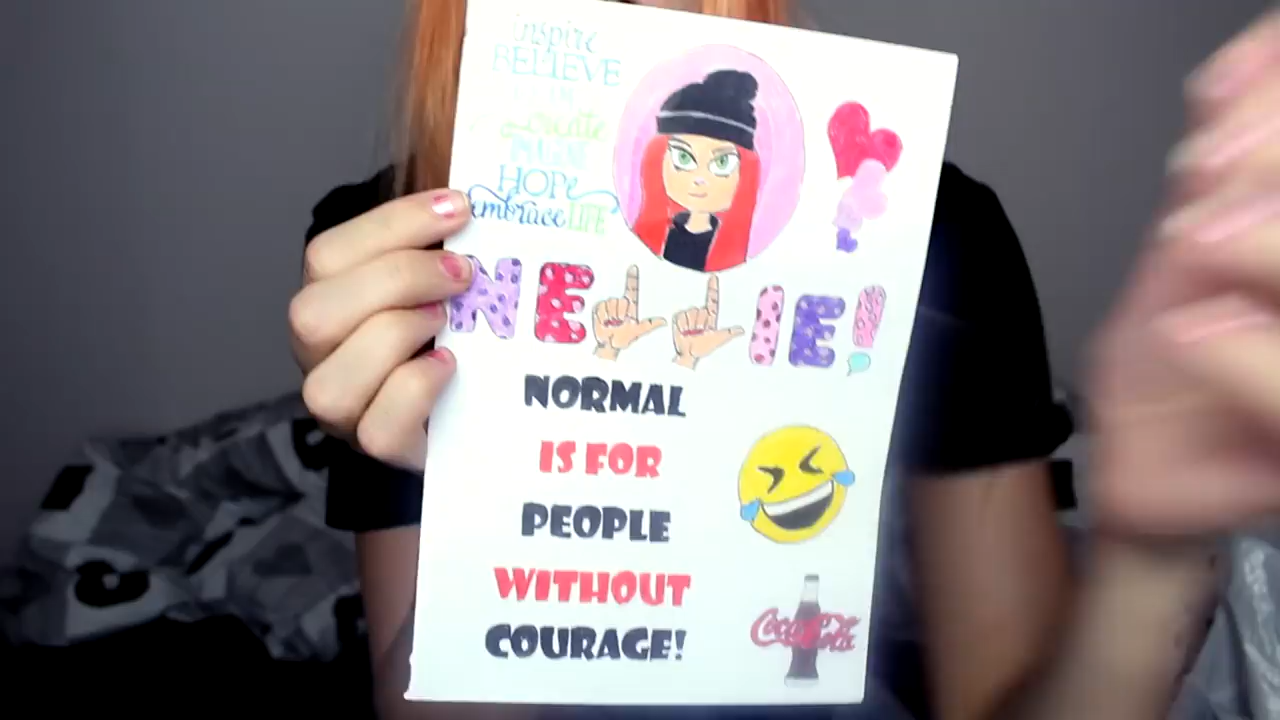 inspire
BELIEVE
create
HOPE
embrace LIFE
NELLIE!
NORMAL
IS FOR
PEOPLE
WITHOUT
COURAGE!
Coca-Cola